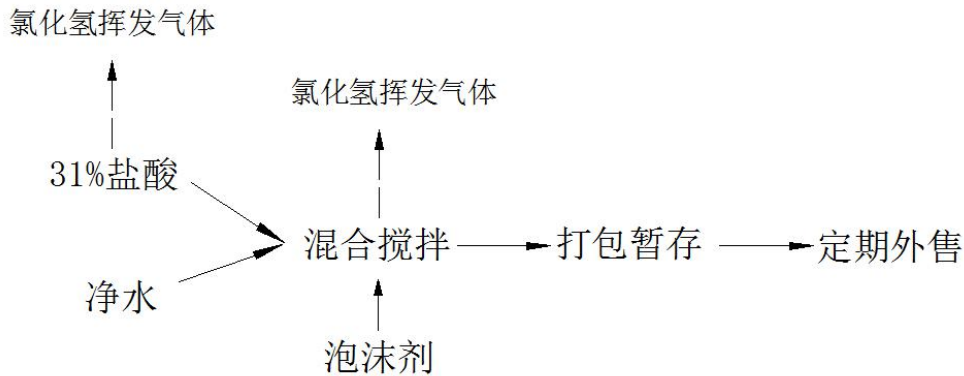 氯化氢挥发气体
氯化氢挥发气体
31%盐酸
混合搅拌
打包暂存
定期外售
净水
泡沫剂